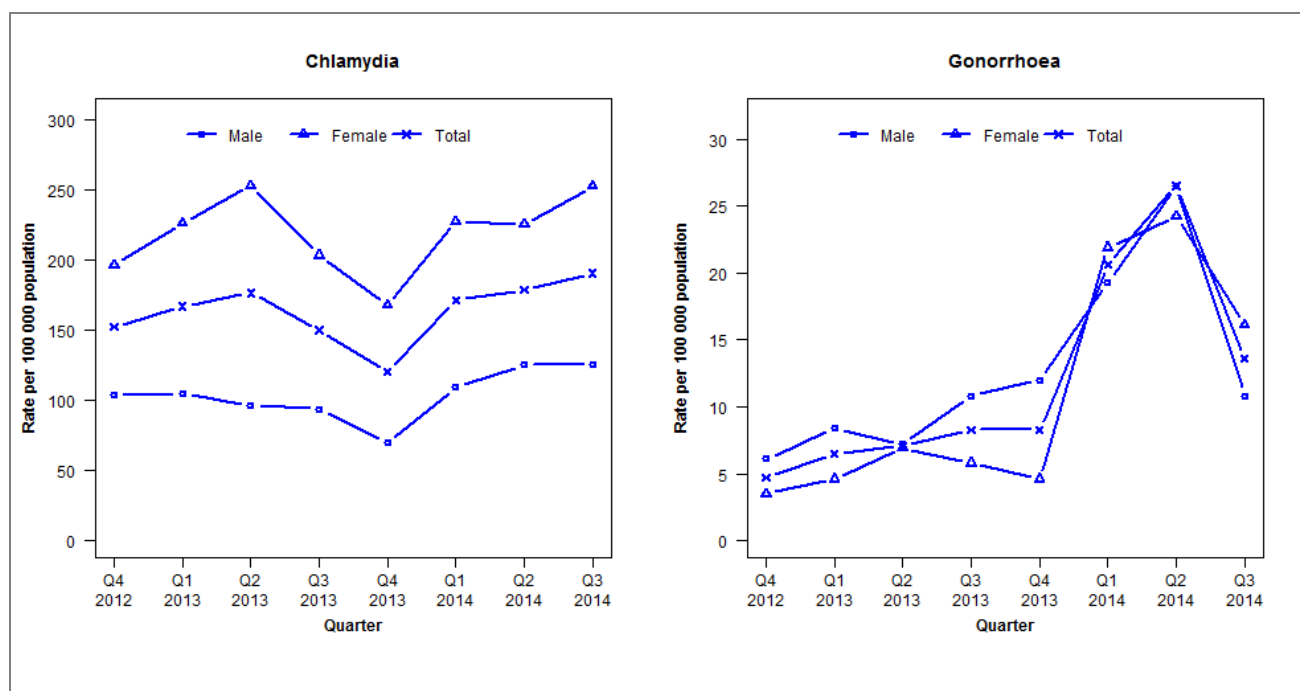 Chlamydia
Rate per 100 000 population
300
250
200
150
100
50
0
Male Female Total
Q4 Q1 Q2 Q3 Q4 Q1 Q2 Q3
2012 2013 2013 2013 2013 2014 2014 2014
Quarter
Gonorrhoea
Rate per 100 000 population
30
25
20
15
10
5
0
Male Female Total
Q4 Q1 Q2 Q3 Q4 Q1 Q2 Q3
2012 2013 2013 2013 2013 2014 2014 2014
Quarter